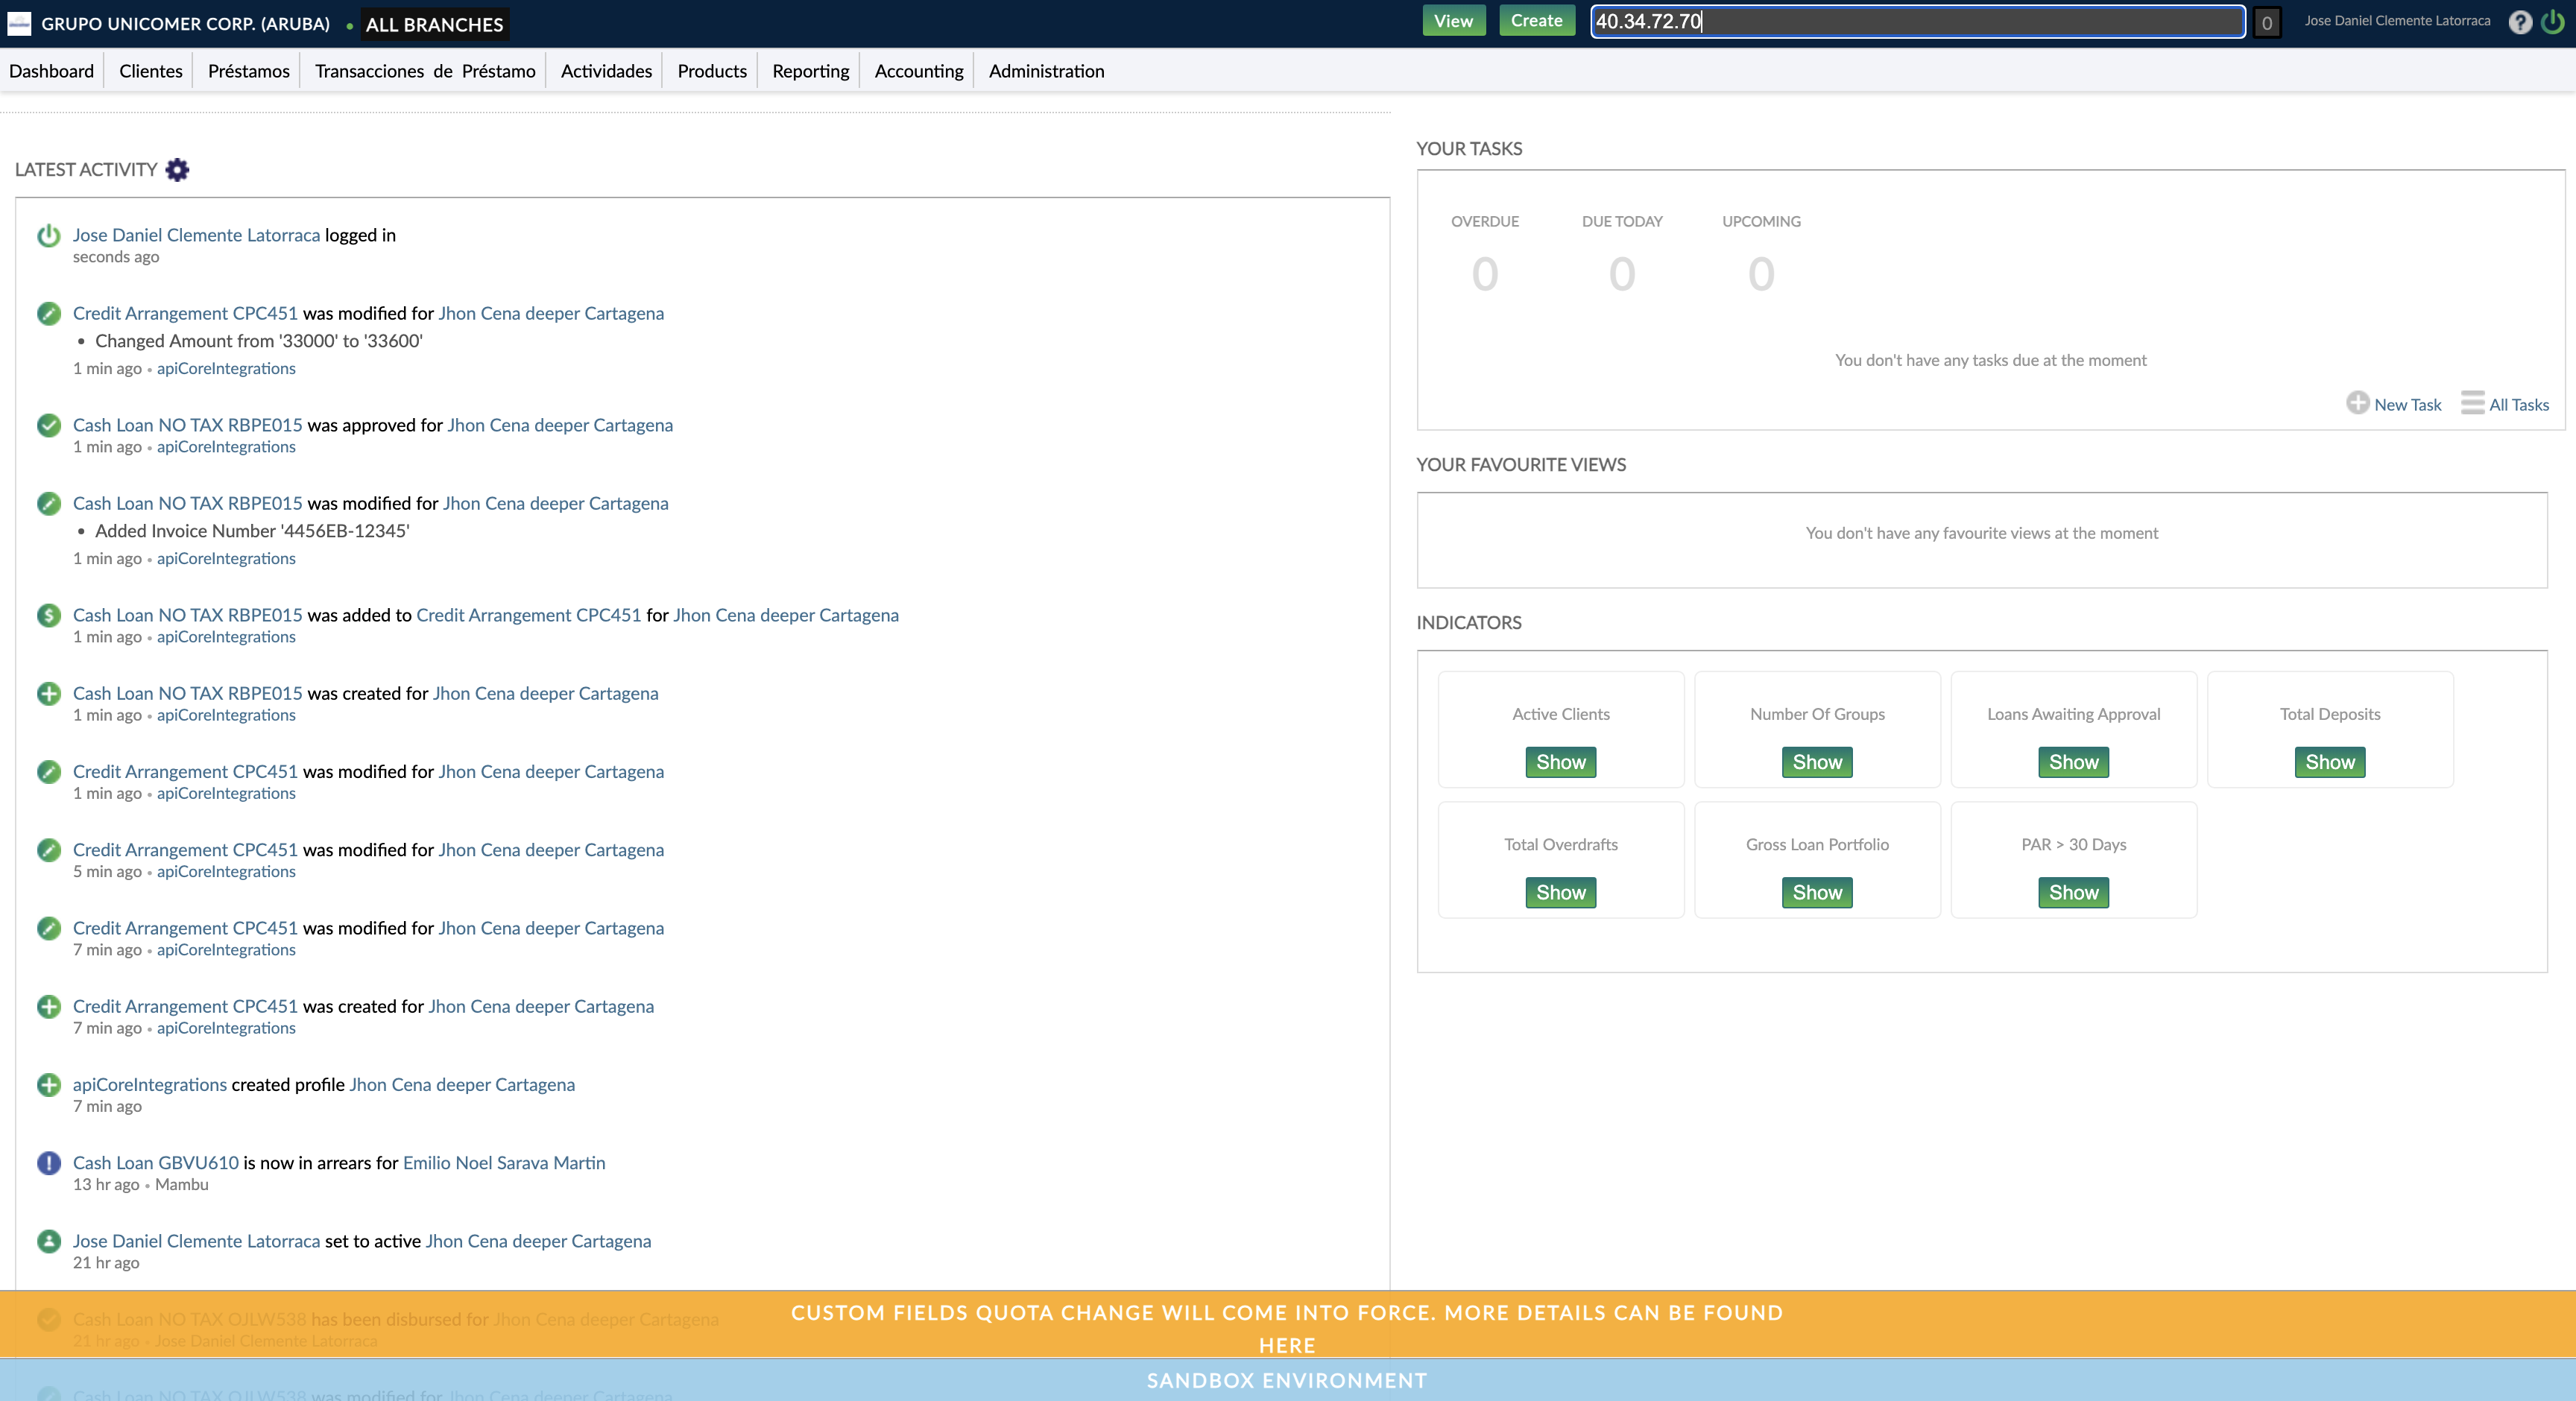 GRUPO UNICOMER CORP. (ARUBA) • ALL BRANCHES
View Create 40.34.72.70 0 Jose Daniel Clemente Latorraca ?
Dashboard Clientes Préstamos Transacciones de Préstamo Actividades Products Reporting Accounting Administration
LATEST ACTIVITY
Jose Daniel Clemente Latorraca logged in
seconds ago
Credit Arrangement CPC451 was modified for Jhon Cena deeper Cartagena
• Changed Amount from '33000' to '33600'
1 min ago • apiCoreIntegrations
Cash Loan NO TAX RBPE015 was approved for Jhon Cena deeper Cartagena
1 min ago • apiCoreIntegrations
Cash Loan NO TAX RBPE015 was modified for Jhon Cena deeper Cartagena
• Added Invoice Number '4456EB-12345'
1 min ago • apiCoreIntegrations
Cash Loan NO TAX RBPE015 was added to Credit Arrangement CPC451 for Jhon Cena deeper Cartagena
1 min ago • apiCoreIntegrations
Cash Loan NO TAX RBPE015 was created for Jhon Cena deeper Cartagena
1 min ago • apiCoreIntegrations
Credit Arrangement CPC451 was modified for Jhon Cena deeper Cartagena
1 min ago • apiCoreIntegrations
Credit Arrangement CPC451 was modified for Jhon Cena deeper Cartagena
5 min ago • apiCoreIntegrations
Credit Arrangement CPC451 was modified for Jhon Cena deeper Cartagena
7 min ago • apiCoreIntegrations
Credit Arrangement CPC451 was created for Jhon Cena deeper Cartagena
7 min ago • apiCoreIntegrations
apiCoreIntegrations created profile Jhon Cena deeper Cartagena
7 min ago
Cash Loan GBVU610 is now in arrears for Emilio Noel Sarava Martin
13 hr ago • Mambu
Jose Daniel Clemente Latorraca set to active Jhon Cena deeper Cartagena
21 hr ago
Cash Loan NO TAX OJLW538 has been disbursed for Jhon Cena deeper Cartagena
21 hr ago • Jose Daniel Clemente Latorraca
Cash Loan NO TAX OJLW538 was modified for Jhon Cena deeper Cartagena
YOUR TASKS
OVERDUE DUE TODAY UPCOMING
0 0 0
You don't have any tasks due at the moment
New Task All Tasks
YOUR FAVOURITE VIEWS
You don't have any favourite views at the moment
INDICATORS
Active Clients Number Of Groups Loans Awaiting Approval Total Deposits
Show Show Show Show
Total Overdrafts Gross Loan Portfolio PAR > 30 Days
Show Show Show
CUSTOM FIELDS QUOTA CHANGE WILL COME INTO FORCE. MORE DETAILS CAN BE FOUND
HERE
SANDBOX ENVIRONMENT